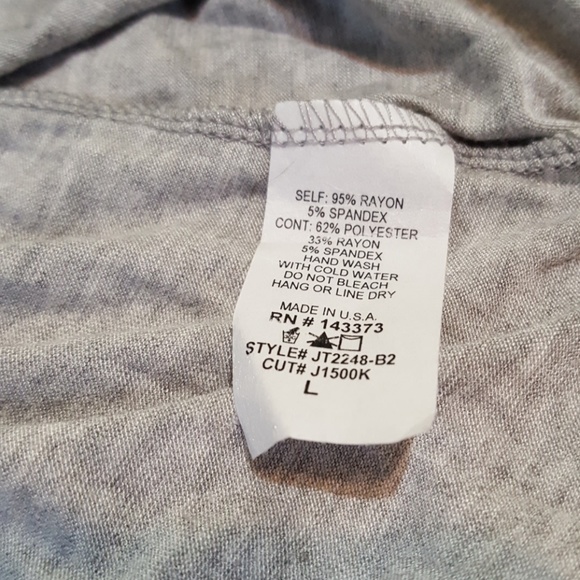 SELF: 95% RAYON
5% SPANDEX
CONT: 62% POLYESTER
33% RAYON
5% SPANDEX
HAND WASH
WITH COLD WATER
DO NOT BLEACH
HANG OR LINE DRY
MADE IN U.S.A.
RN # 143373
STYLE# JT2248-B2
CUT# J1500K
L